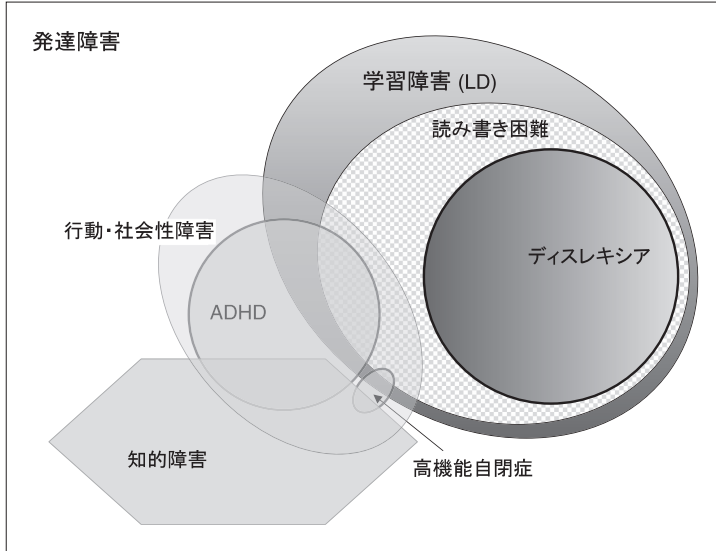 発達障害
学習障害 (LD)
読み書き困難
行動・社会性障害
ディスレキシア
ADHD
知的障害
高機能自閉症